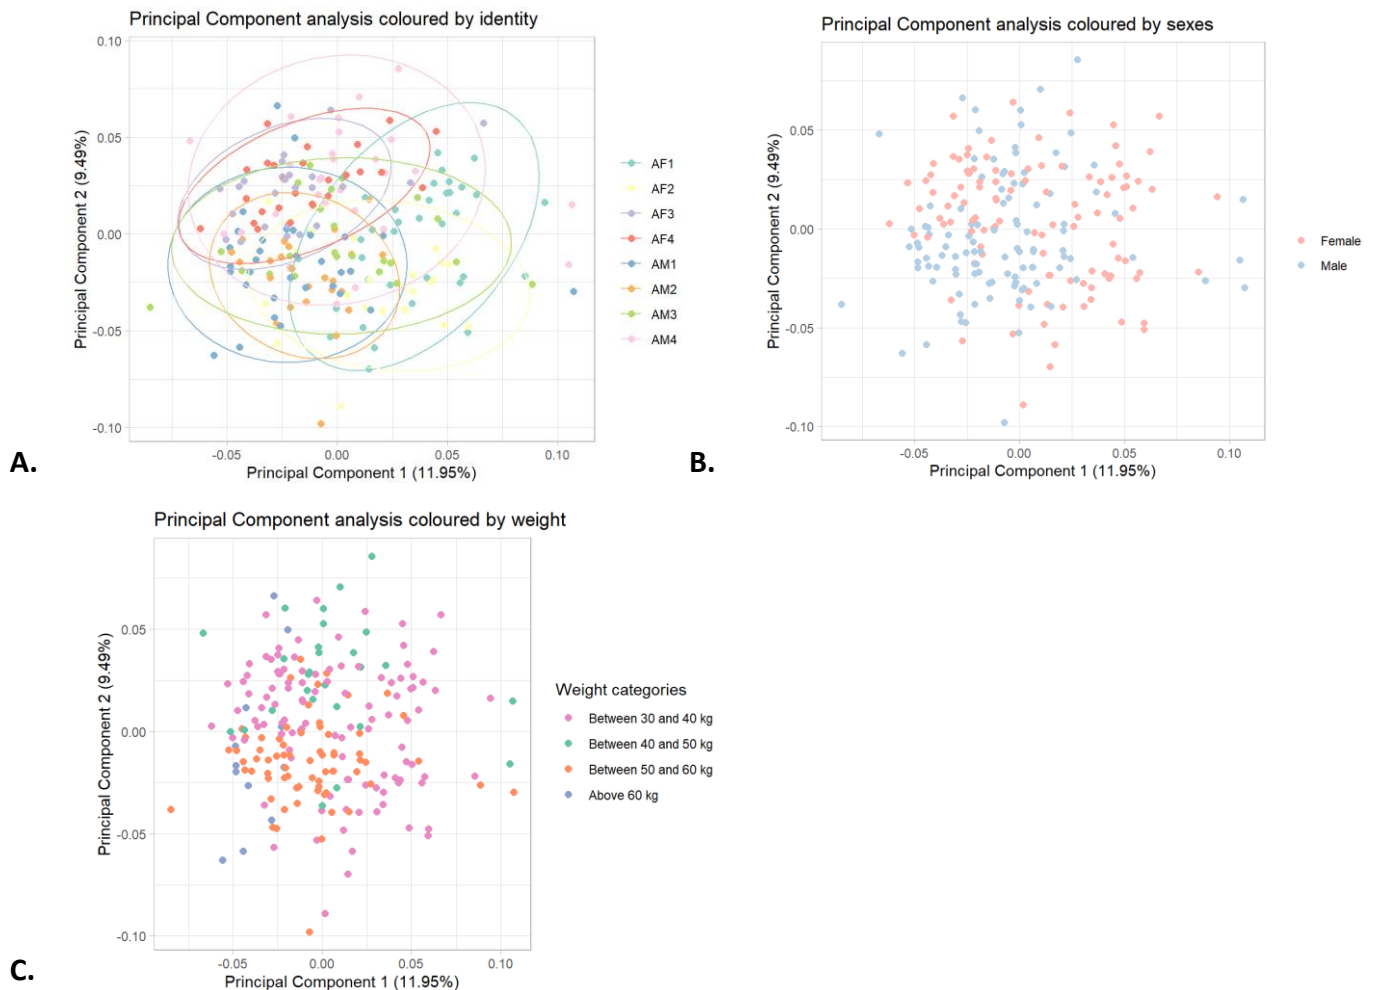 Principal Component analysis coloured by identity
0.10
0.05
0.00
-0.05
-0.10
Principal Component 2 (9.49%)
-0.05
0.00
0.05
0.10
Principal Component 1 (11.95%)
AF1
AF2
AF3
AF4
AM1
AM2
AM3
AM4
A.
Principal Component analysis coloured by sexes
0.05
0.00
-0.05
-0.10
Principal Component 2 (9.49%)
-0.05
0.00
0.05
0.10
Principal Component 1 (11.95%)
Female
Male
B.
Principal Component analysis coloured by weight
0.05
0.00
-0.05
-0.10
Principal Component 2 (9.49%)
-0.05
0.00
0.05
0.10
Principal Component 1 (11.95%)
Weight categories
Between 30 and 40 kg
Between 40 and 50 kg
Between 50 and 60 kg
Above 60 kg
C.